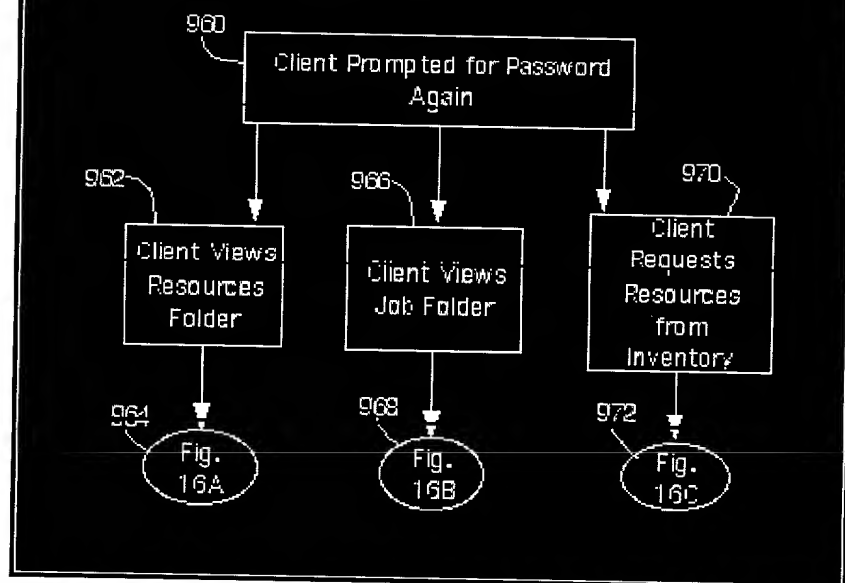 960
Client Prompted for Password
Again
962
966
970
Client Views
Resources
Folder
Client Views
Job Folder
Client
Requests
Resources
from
Inventory
964
968
972
Fig.
16A
Fig.
16B
Fig.
16C